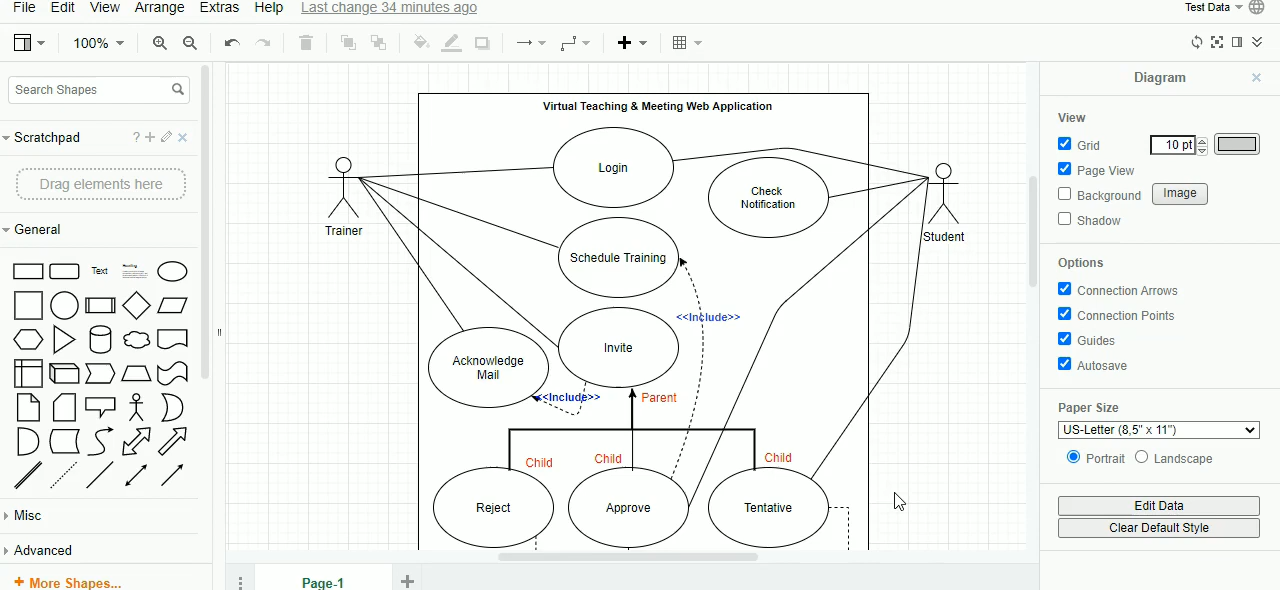 File Edit View Arrange Extras Help Last change 34 minutes ago
Test Data
100%
Search Shapes
Scratchpad
?
Drag elements here
General
Text
Heading
Misc
Advanced
+ More Shapes...
Virtual Teaching & Meeting Web Application
Login
Check
Notification
Trainer
Student
Schedule Training
<<Include>>
Invite
Acknowledge
Mail
<<Include>>
Parent
Child
Child
Child
Reject
Approve
Tentative
Page-1
Diagram
View
Grid
10 pt
Page View
Background
Image
Shadow
Options
Connection Arrows
Connection Points
Guides
Autosave
Paper Size
US-Letter (8,5" x 11")
Portrait
Landscape
Edit Data
Clear Default Style